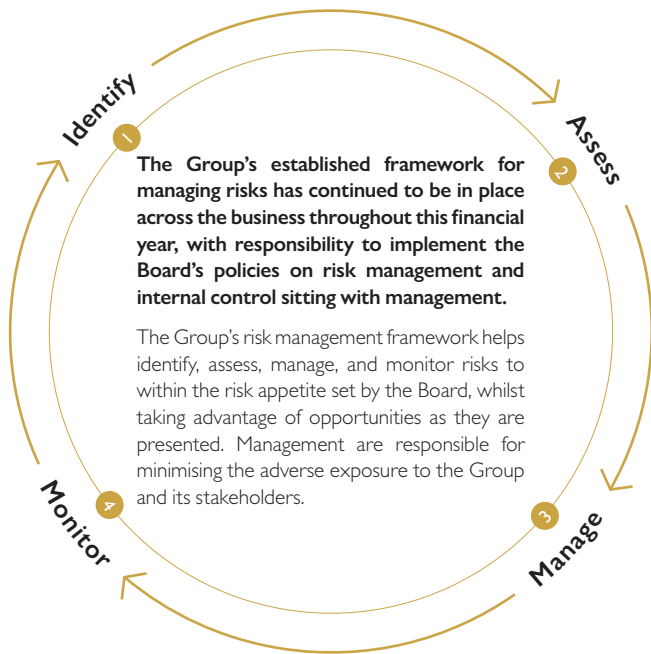 Identify
1
Assess
2
The Group's established framework for
managing risks has continued to be in place
across the business throughout this financial
year, with responsibility to implement the
Board's policies on risk management and
internal control sitting with management.
The Group's risk management framework helps
identify, assess, manage, and monitor risks to
within the risk appetite set by the Board, whilst
taking advantage of opportunities as they are
presented. Management are responsible for
minimising the adverse exposure to the Group
and its stakeholders.
3
Manage
4
Monitor